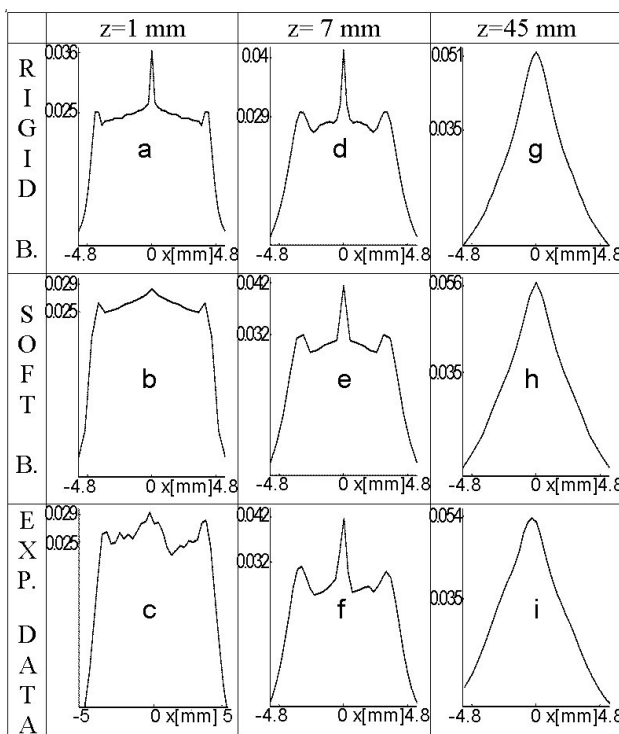 z=1 mm z= 7 mm z=45 mm
RIGID B.
0.036
0.025
a
-4.8 0 x[mm] 4.8
0.04
0.029
d
-4.8 0 x[mm] 4.8
0.051
0.035
g
-4.8 0 x[mm] 4.8
SOFT B.
0.029
0.025
b
-4.8 0 x[mm] 4.8
0.042
0.032
e
-4.8 0 x[mm] 4.8
0.056
0.035
h
-4.8 0 x[mm] 4.8
EXP. DATA
0.029
0.025
c
-5 0 x[mm] 5
0.042
0.032
f
-4.8 0 x[mm] 4.8
0.054
0.035
i
-4.8 0 x[mm] 4.8